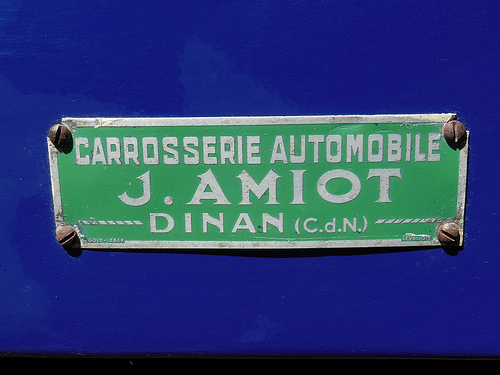 CARROSSERIE AUTOMOBILE
J. AMIOT
DINAN (C.d.N.)